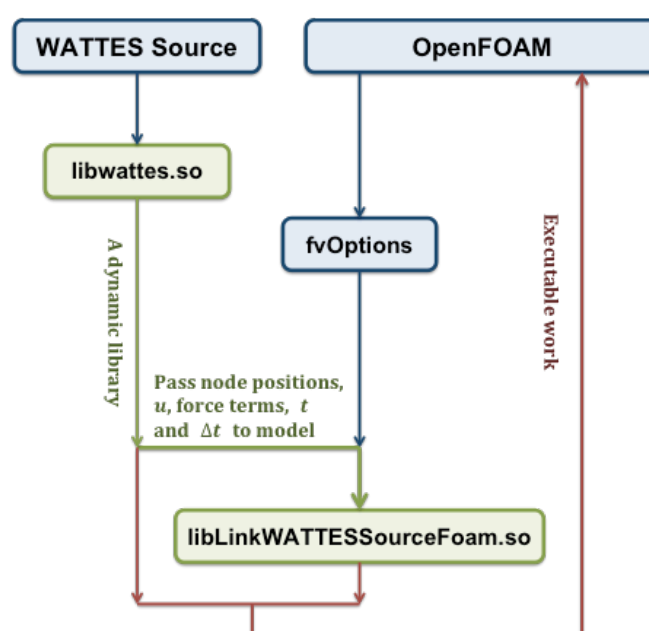 WATTES Source
OpenFOAM
libwattes.so
fvOptions
A dynamic library
Executable work
Pass node positions,
u, force terms, t
and Δt to model
libLinkWATTESSourceFoam.so